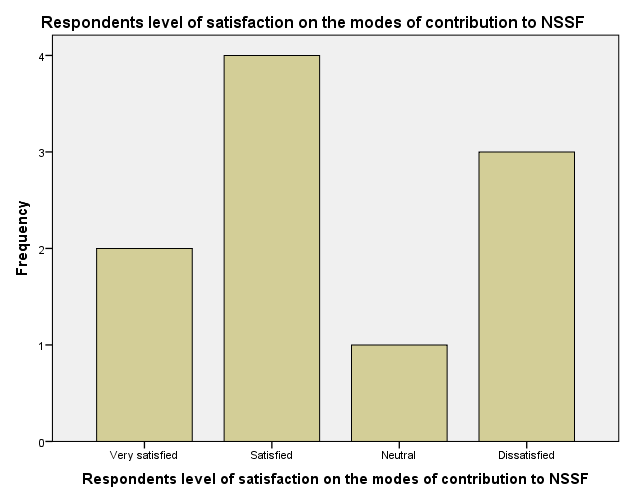 Respondents level of satisfaction on the modes of contribution to NSSF
4
3
2
1
0
Frequency
Very satisfied
Satisfied
Neutral
Dissatisfied
Respondents level of satisfaction on the modes of contribution to NSSF